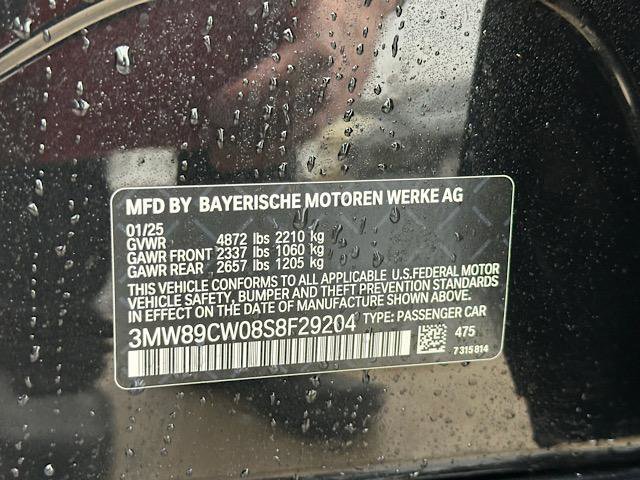 MFD BY BAYERISCHE MOTOREN WERKE AG
01/25
GVWR 4872 lbs 2210 kg
GAWR FRONT 2337 lbs 1060 kg
GAWR REAR 2657 lbs 1205 kg
THIS VEHICLE CONFORMS TO ALL APPLICABLE U.S.FEDERAL MOTOR
VEHICLE SAFETY, BUMPER AND THEFT PREVENTION STANDARDS
IN EFFECT ON THE DATE OF MANUFACTURE SHOWN ABOVE.
3MW89CW08S8F29204 TYPE: PASSENGER CAR
475
7315814